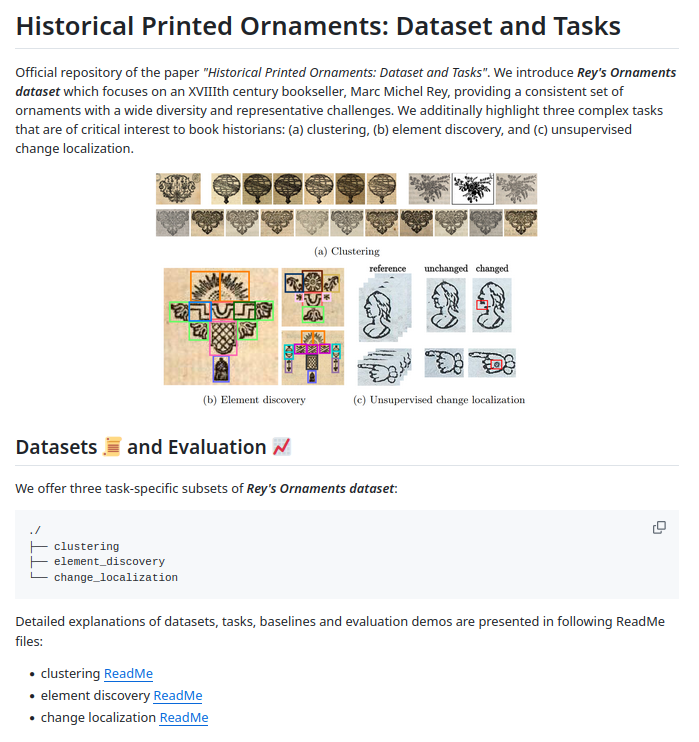 Historical Printed Ornaments: Dataset and Tasks
Official repository of the paper "Historical Printed Ornaments: Dataset and Tasks". We introduce Rey's Ornaments
dataset which focuses on an XVIIIth century bookseller, Marc Michel Rey, providing a consistent set of
ornaments with a wide diversity and representative challenges. We additinally highlight three complex tasks
that are of critical interest to book historians: (a) clustering, (b) element discovery, and (c) unsupervised
change localization.
(a) Clustering
reference unchanged changed
(b) Element discovery (c) Unsupervised change localization
Datasets 📜 and Evaluation 📈
We offer three task-specific subsets of Rey's Ornaments dataset:
./
├── clustering
├── element_discovery
└── change_localization
Detailed explanations of datasets, tasks, baselines and evaluation demos are presented in following ReadMe
files:
• clustering ReadMe
• element discovery ReadMe
• change localization ReadMe